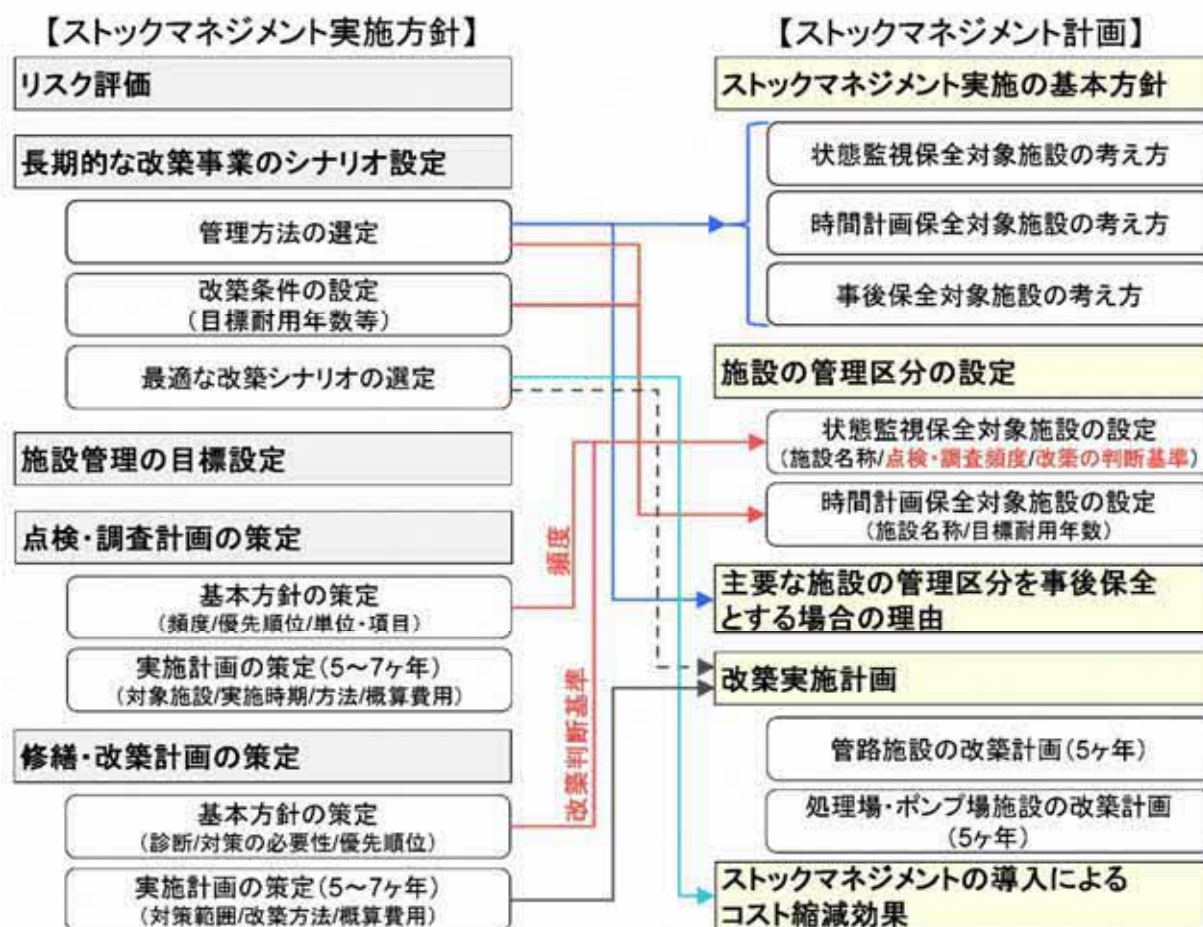 【ストックマネジメント実施方針】
リスク評価
長期的な改築事業のシナリオ設定
管理方法の選定
改築条件の設定
(目標耐用年数等)
最適な改築シナリオの選定
施設管理の目標設定
点検・調査計画の策定
基本方針の策定
(頻度/優先順位/単位・項目)
実施計画の策定(5～7ヶ年)
(対象施設/実施時期/方法/概算費用)
修繕・改築計画の策定
基本方針の策定
(診断/対策の必要性/優先順位)
実施計画の策定(5～7ヶ年)
(対策範囲/改築方法/概算費用)
頻度
改築判断基準
【ストックマネジメント計画】
ストックマネジメント実施の基本方針
状態監視保全対象施設の考え方
時間計画保全対象施設の考え方
事後保全対象施設の考え方
施設の管理区分の設定
状態監視保全対象施設の設定
(施設名称/点検・調査頻度/改築の判断基準)
時間計画保全対象施設の設定
(施設名称/目標耐用年数)
主要な施設の管理区分を事後保全
とする場合の理由
改築実施計画
管路施設の改築計画(5ヶ年)
処理場・ポンプ場施設の改築計画
(5ヶ年)
ストックマネジメントの導入による
コスト縮減効果